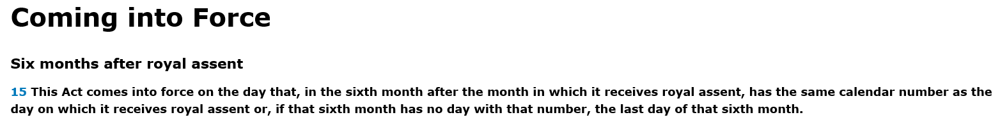 Coming into Force
Six months after royal assent
15 This Act comes into force on the day that, in the sixth month after the month in which it receives royal assent, has the same calendar number as the
day on which it receives royal assent or, if that sixth month has no day with that number, the last day of that sixth month.